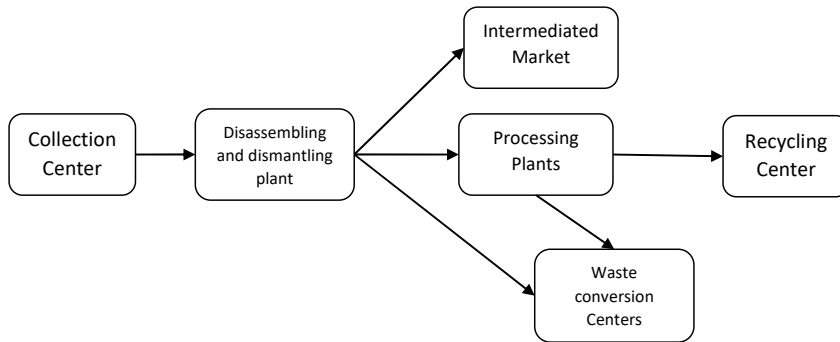 Intermediated
Market
Collection
Center
Disassembling
and dismantling
plant
Processing
Plants
Recycling
Center
Waste
conversion
Centers